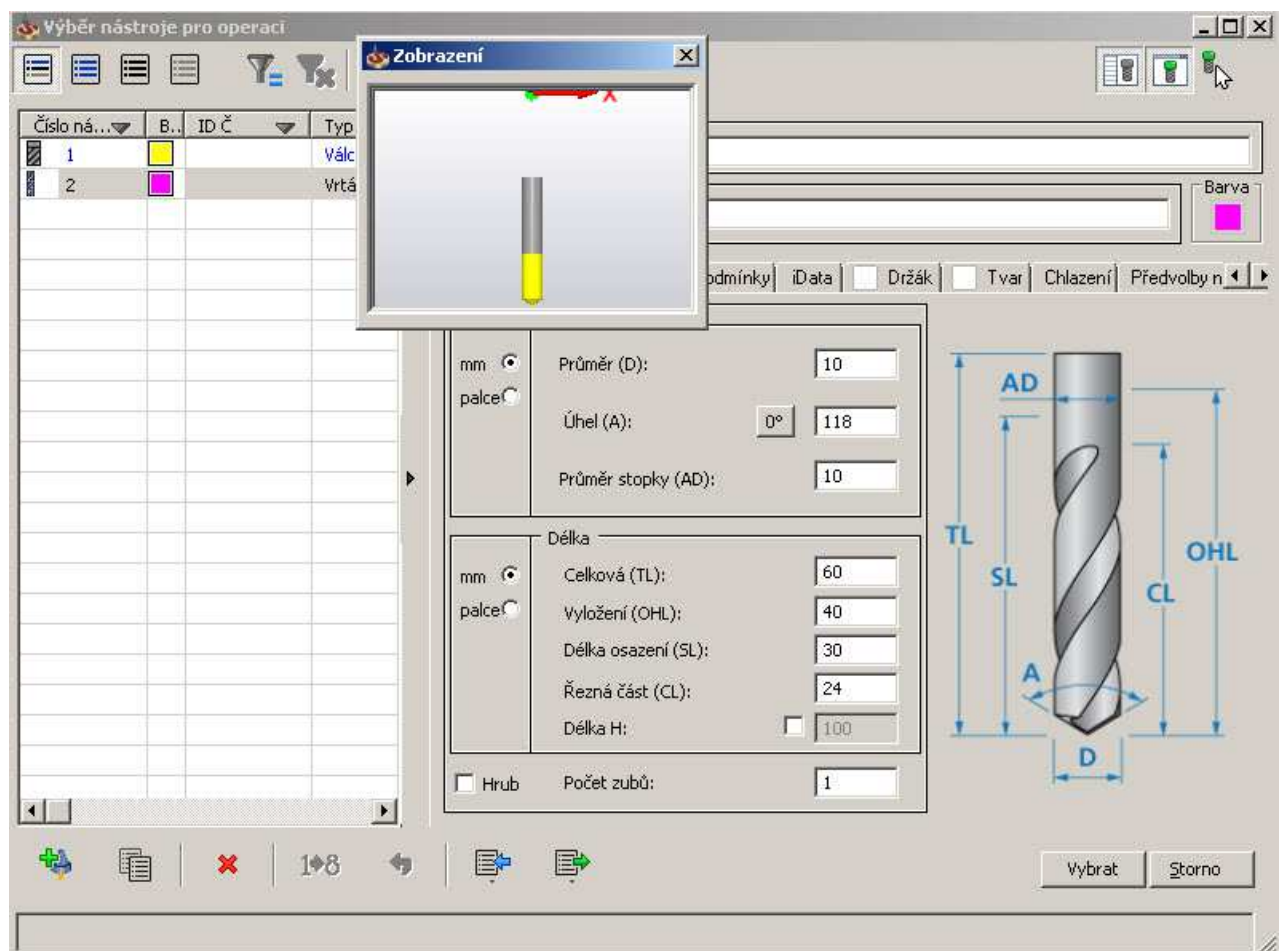 Výběr nástroje pro operaci
Zobrazení
X
Číslo ná... B.. ID Č Typ
1 Válc
2 Vrtá
Barva
odmínky iData Držák Tvar Chlazení Předvolby n
mm Průměr (D): 10
palce
Úhel (A): 0° 118
Průměr stopky (AD): 10
Délka
mm Celková (TL): 60
palce Vyložení (OHL): 40
Délka osazení (SL): 30
Řezná část (CL): 24
Délka H: 100
Hrub Počet zubů: 1
AD
TL
SL
OHL
CL
A
D
1→8
Vybrat Storno